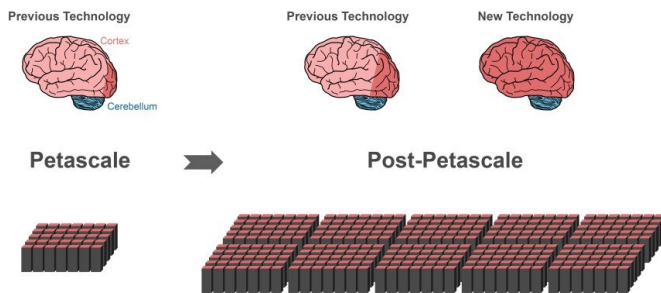 Previous Technology
Previous Technology
New Technology
Cortex
Cerebellum
Petascale
Post-Petascale